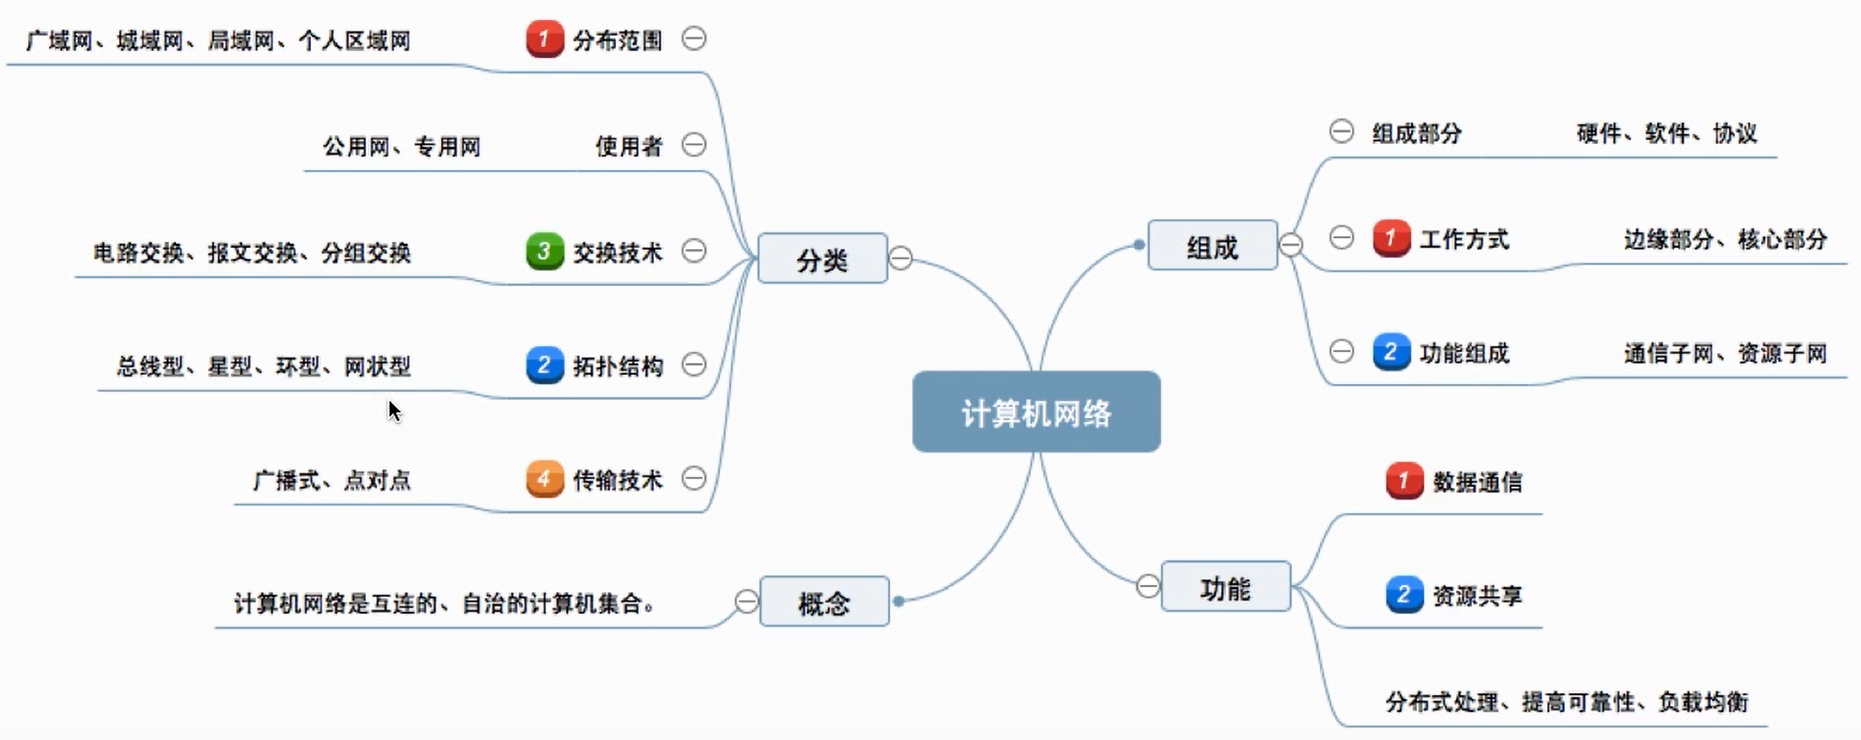 计算机网络
概念
计算机网络是互连的、自治的计算机集合。
组成
组成部分
硬件、软件、协议
1 工作方式
边缘部分、核心部分
2 功能组成
通信子网、资源子网
功能
1 数据通信
2 资源共享
分布式处理、提高可靠性、负载均衡
分类
1 分布范围
广域网、城域网、局域网、个人区域网
使用者
公用网、专用网
3 交换技术
电路交换、报文交换、分组交换
2 拓扑结构
总线型、星型、环型、网状型
4 传输技术
广播式、点对点